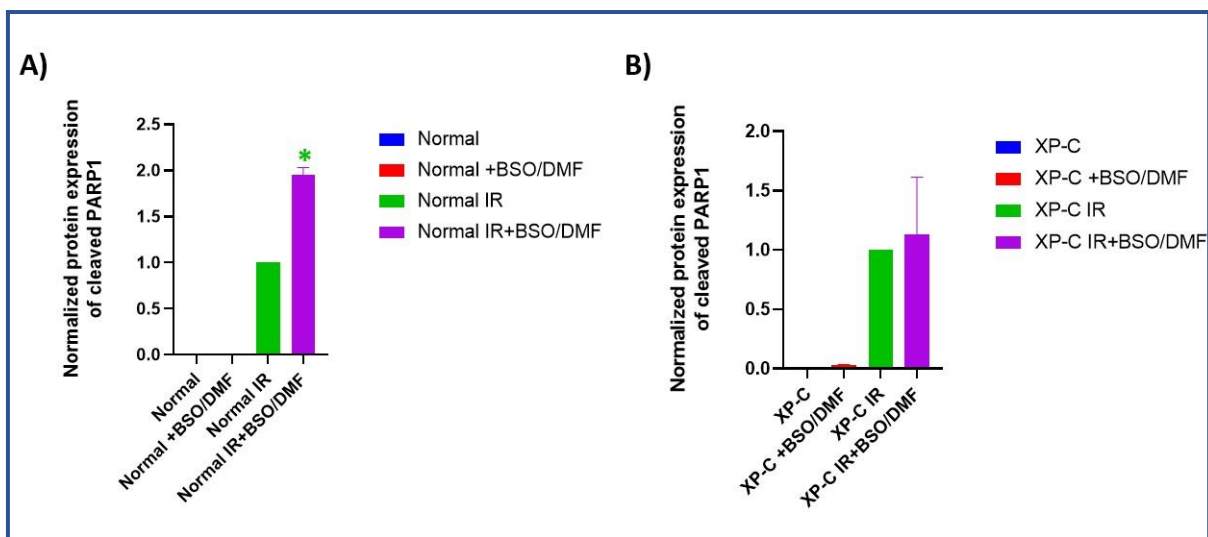 A)
Normalized protein expression
of cleaved PARP1
2.5
2.0
1.5
1.0
0.5
0.0
*
Normal
Normal +BSO/DMF
Normal IR
Normal IR+BSO/DMF
Normal
Normal +BSO/DMF
Normal IR
Normal IR+BSO/DMF
B)
Normalized protein expression
of cleaved PARP1
2.0
1.5
1.0
0.5
0.0
XP-C
XP-C +BSO/DMF
XP-C IR
XP-C IR+BSO/DMF
XP-C
XP-C +BSO/DMF
XP-C IR
XP-C IR+BSO/DMF